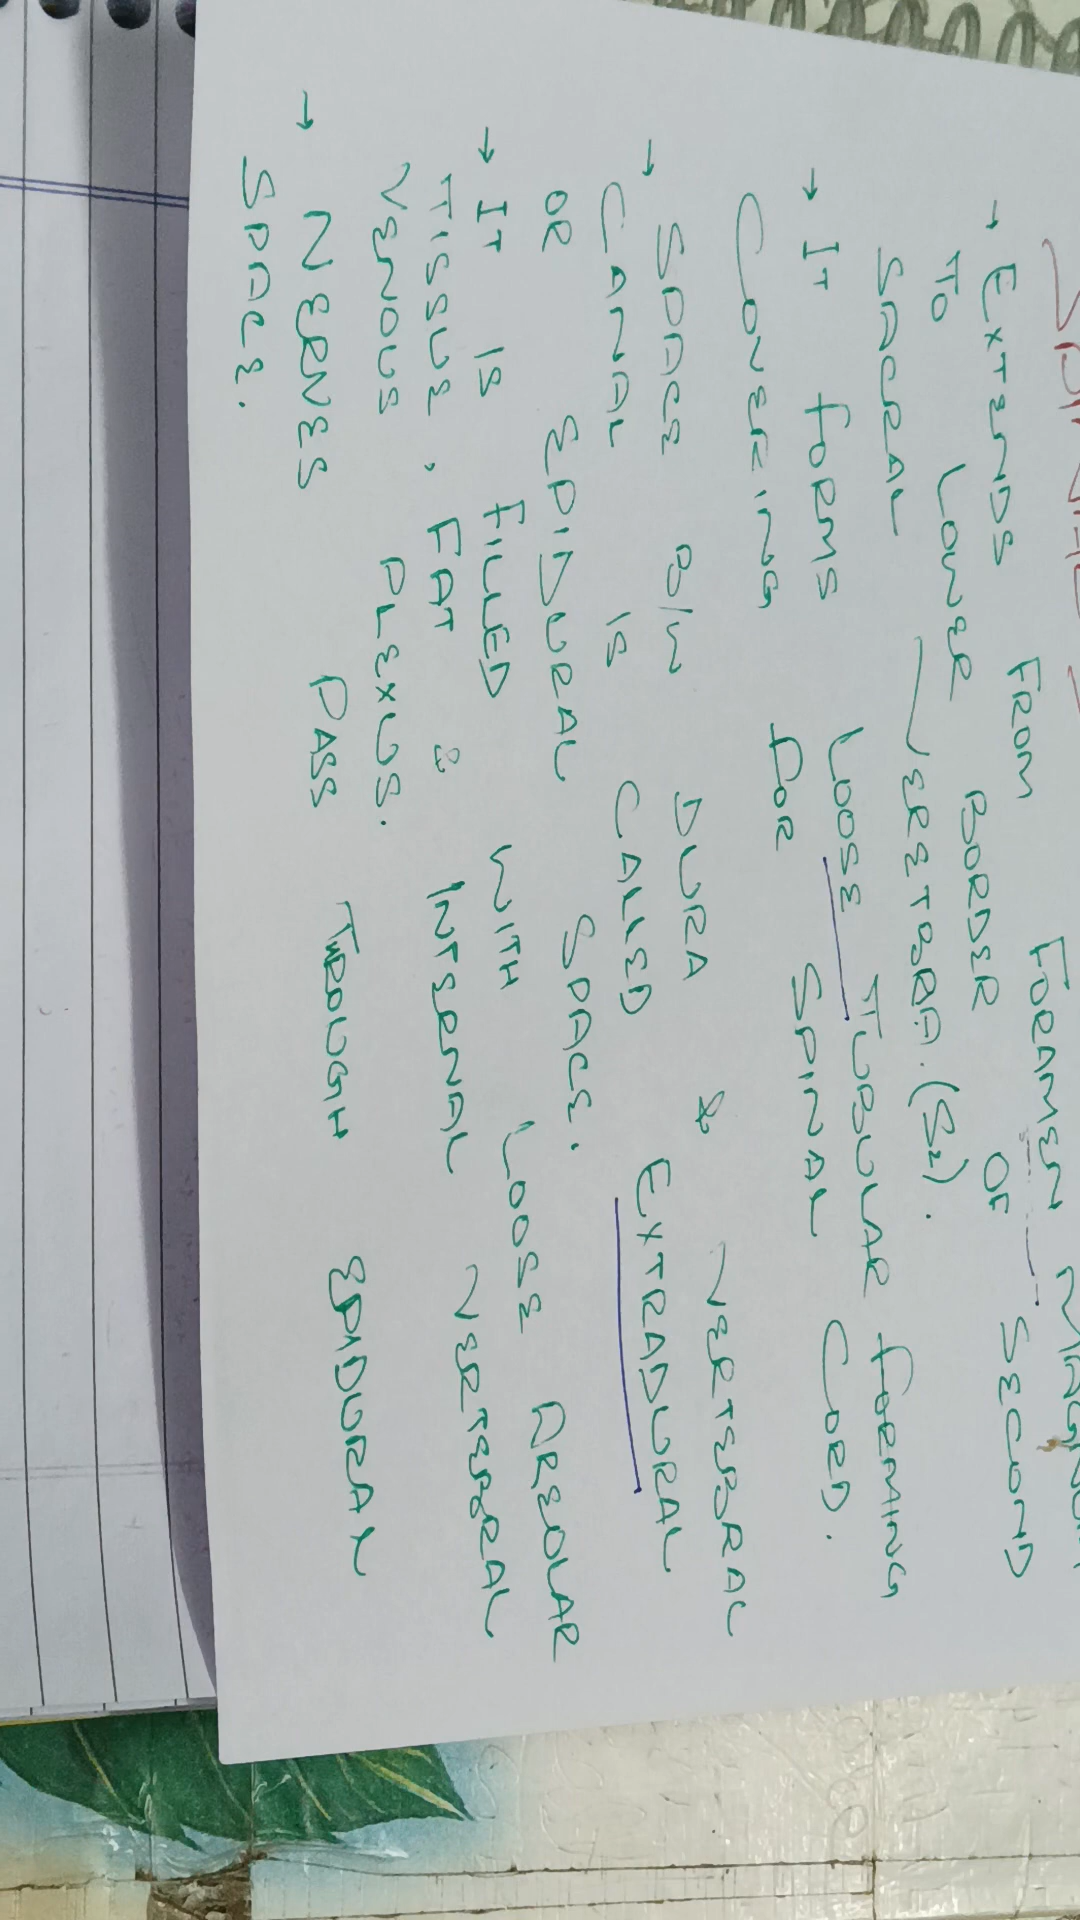 SPINAL
→ EXTENDS FROM FORAMEN MAGNUM
TO LOWER BORDER OF SECOND
SACRAL VERETBRA. (S2).
→ IT FORMS LOOSE TUBULAR FORMING
COVERING FOR SPINAL CORD.
→ SPACE B/W DURA & VERTEBRAL
CANAL IS CALLED EXTRADURAL
OR EPIDURAL SPACE.
→ IT IS FILLED WITH LOOSE AREOLAR
TISSUE, FAT & INTERNAL VERTEBRAL
VENOUS PLEXUS.
→ NERVES PASS THROUGH EPIDURAL
SPACE.